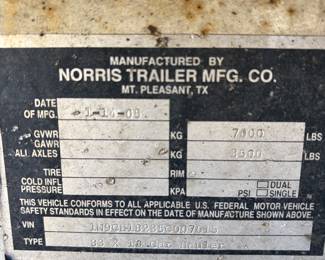 MANUFACTURED BY
NORRIS TRAILER MFG. CO.
MT. PLEASANT, TX
DATE OF MFG.
GVWR KG 7000 LBS
GAWR ALL AXLES KG 3500 LBS
TIRE RIM
COLD INFL PRESSURE KPA PSI DUAL SINGLE
THIS VEHICLE CONFORMS TO ALL APPLICABLE U.S. FEDERAL MOTOR VEHICLE
SAFETY STANDARDS IN EFFECT ON DATE OF MANUFACTURE SHOWN ABOVE.
VIN
TYPE 83 X